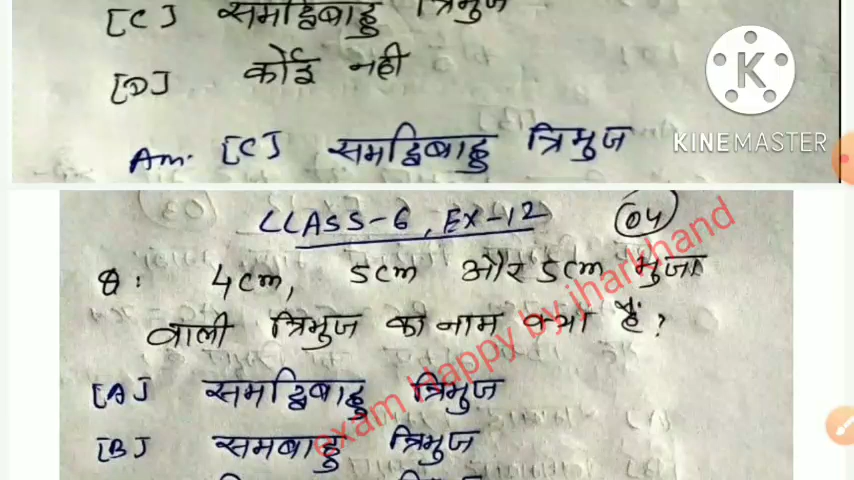 [C] समद्विबाहु त्रिभुज
[D] कोई नही
Ans. [C] समद्विबाहु त्रिभुज
K
KINEMASTER
CLASS-6, EX-12 04
Q: 4cm, 5cm और 5cm भुजा
वाली त्रिभुज का नाम क्या हैं?
[A] समद्विबाहु त्रिभुज
[B] समबाहु त्रिभुज
exam Happy by jharkhand